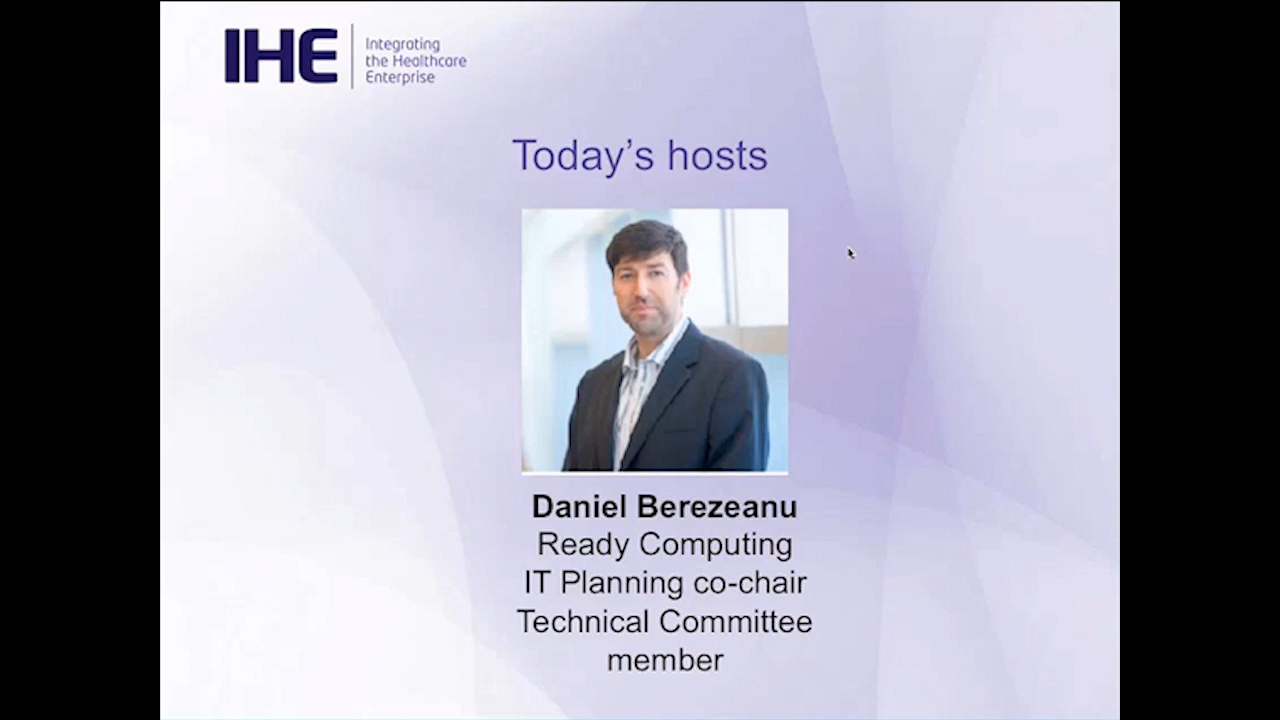 IHE
Integrating
the Healthcare
Enterprise
Today's hosts
Daniel Berezeanu
Ready Computing
IT Planning co-chair
Technical Committee
member